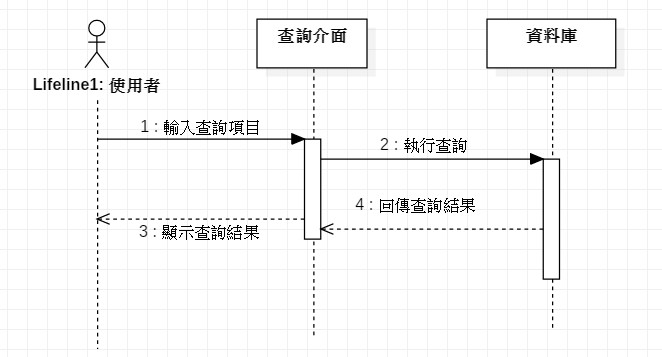 查詢介面
資料庫
Lifeline1: 使用者
1 : 輸入查詢項目
2 : 執行查詢
4 : 回傳查詢結果
3 : 顯示查詢結果